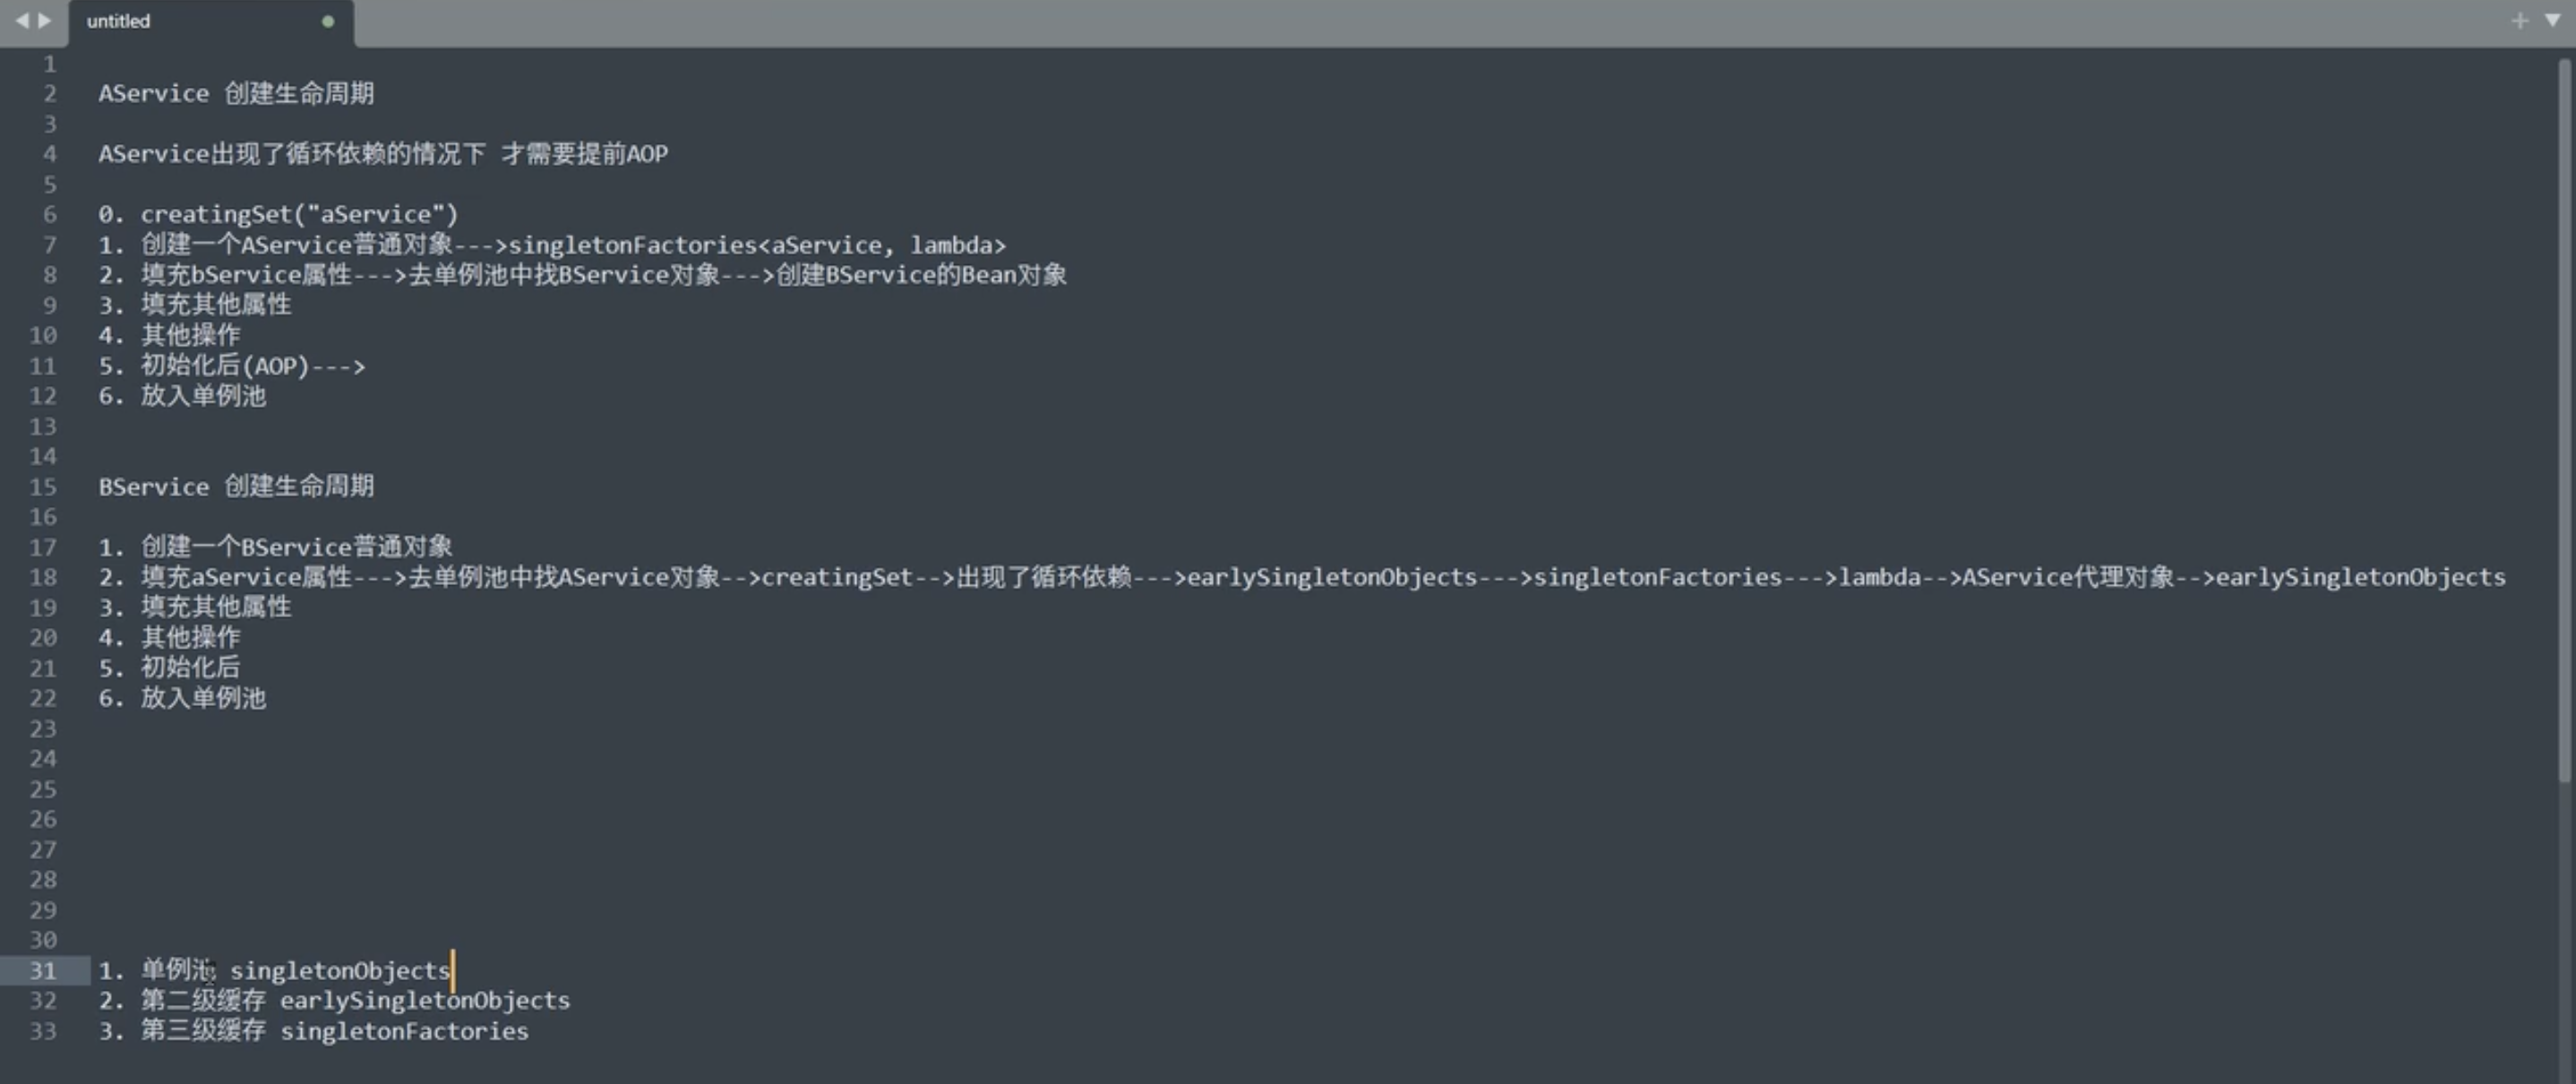 untitled
1
2 AService 创建生命周期
3
4 AService出现了循环依赖的情况下 才需要提前AOP
5
6 0. creatingSet("aService")
7 1. 创建一个AService普通对象--->singletonFactories<aService, lambda>
8 2. 填充bService属性--->去单例池中找BService对象--->创建BService的Bean对象
9 3. 填充其他属性
10 4. 其他操作
11 5. 初始化后(AOP)--->
12 6. 放入单例池
13
14
15 BService 创建生命周期
16
17 1. 创建一个BService普通对象
18 2. 填充aService属性--->去单例池中找AService对象-->creatingSet-->出现了循环依赖--->earlySingletonObjects--->singletonFactories--->lambda-->AService代理对象-->earlySingletonObjects
19 3. 填充其他属性
20 4. 其他操作
21 5. 初始化后
22 6. 放入单例池
23
24
25
26
27
28
29
30
31 1. 单例池 singletonObjects
32 2. 第二级缓存 earlySingletonObjects
33 3. 第三级缓存 singletonFactories